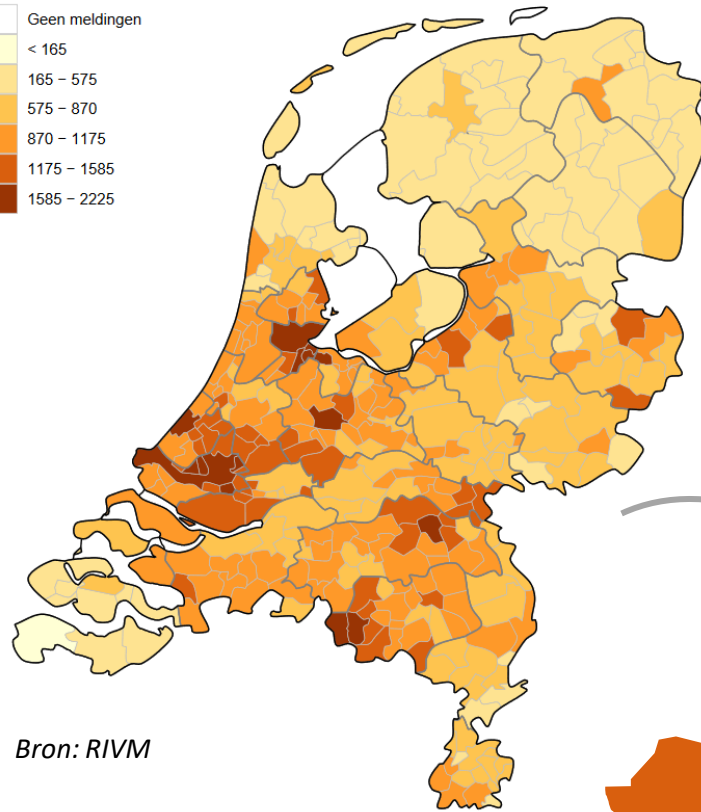 Geen meldingen
< 165
165 – 575
575 – 870
870 – 1175
1175 – 1585
1585 – 2225
Bron: RIVM